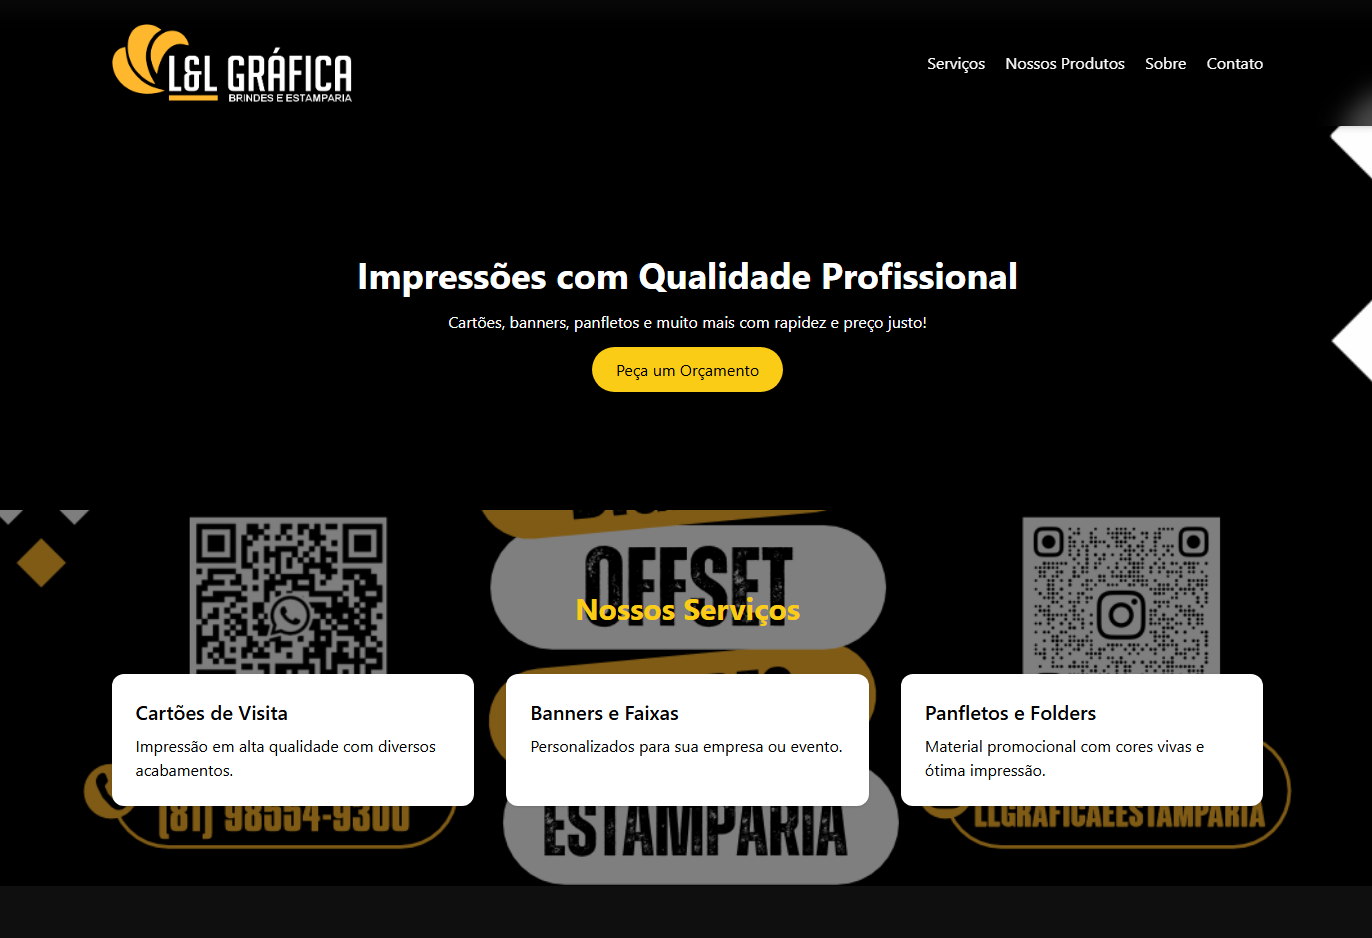 L&L GRÁFICA
BRINDES E ESTAMPARIA
Serviços
Nossos Produtos
Sobre
Contato
Impressões com Qualidade Profissional
Cartões, banners, panfletos e muito mais com rapidez e preço justo!
Peça um Orçamento
OFFSET
Nossos Serviços
Cartões de Visita
Impressão em alta qualidade com diversos
acabamentos.
Banners e Faixas
Personalizados para sua empresa ou evento.
Panfletos e Folders
Material promocional com cores vivas e
ótima impressão.
(81) 98554-9300
ESTAMPARIA
LLGRAFICAEESTAMPARIA